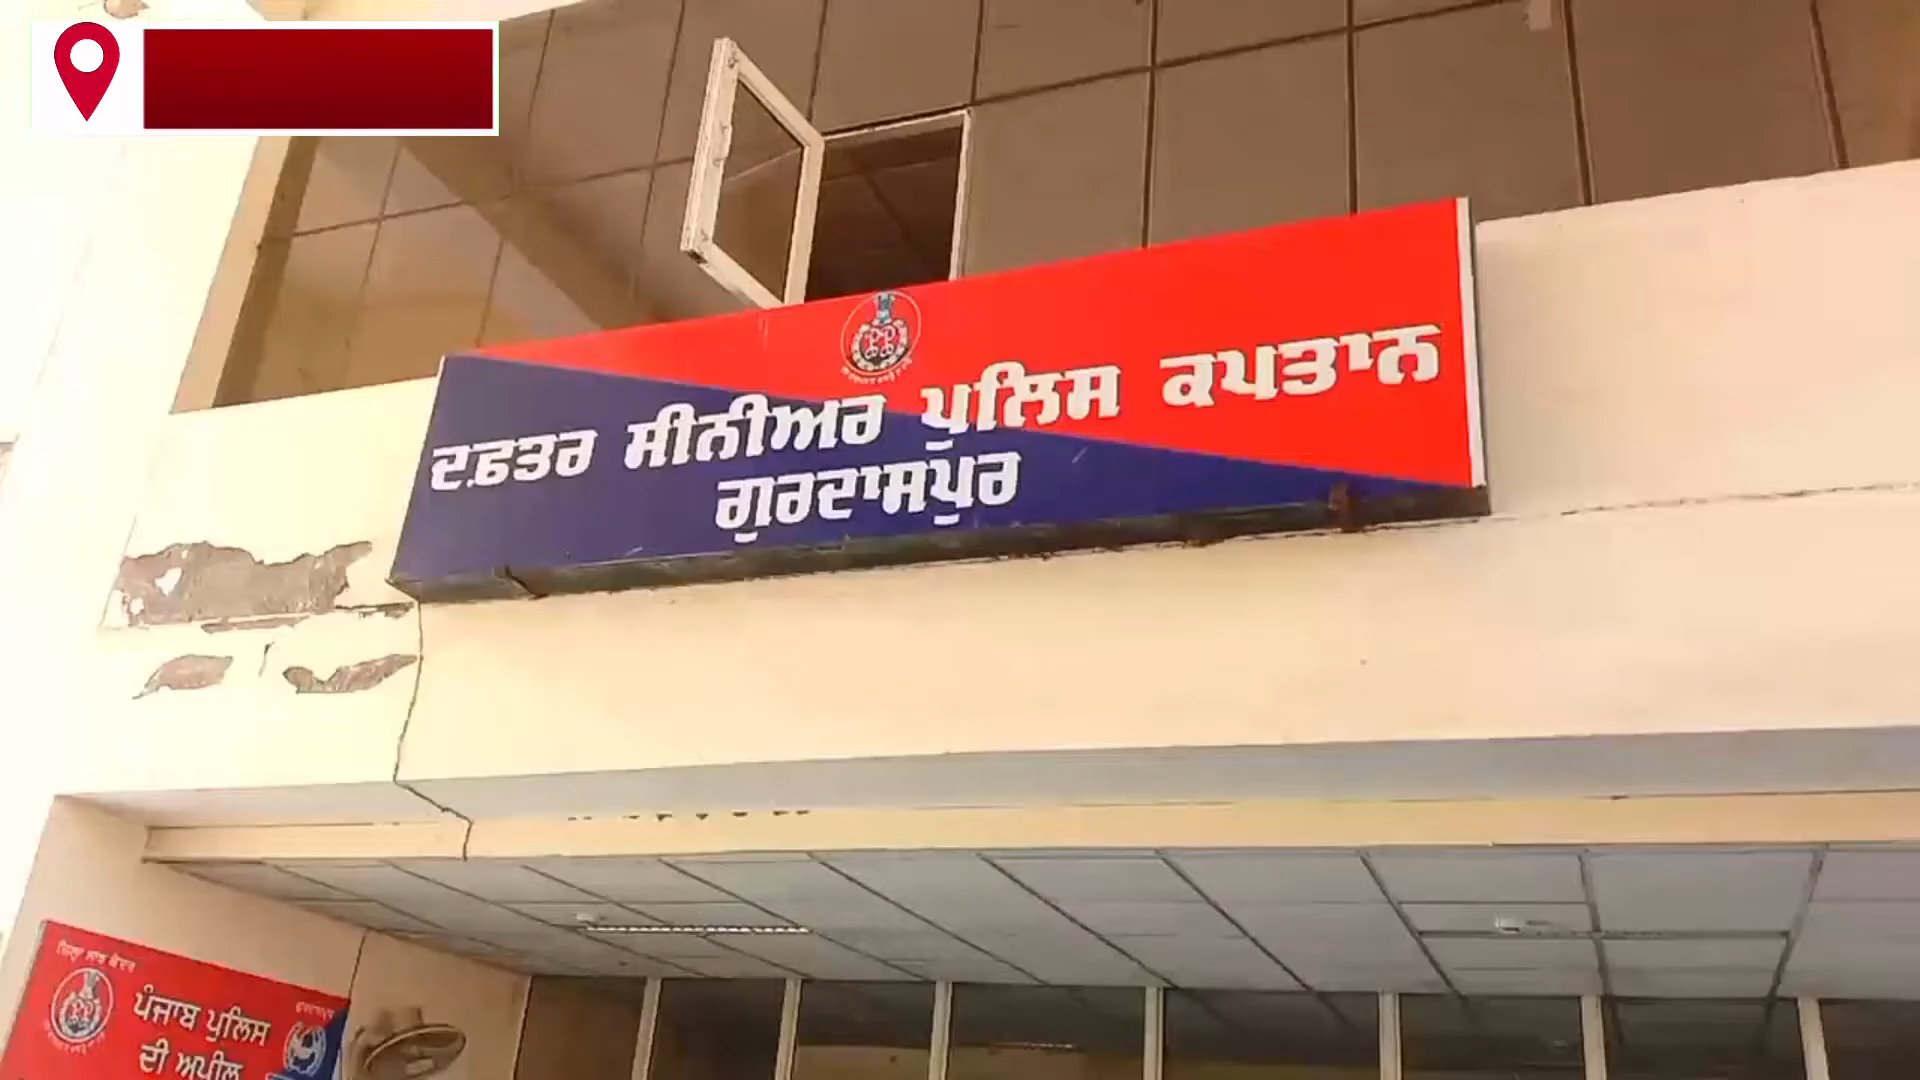 ਦਫ਼ਤਰ ਸੀਨੀਅਰ ਪੁਲਿਸ ਕਪਤਾਨ
ਗੁਰਦਾਸਪੁਰ
ਪੰਜਾਬ ਪੁਲਿਸ
ਦੀ ਅਪੀਲ